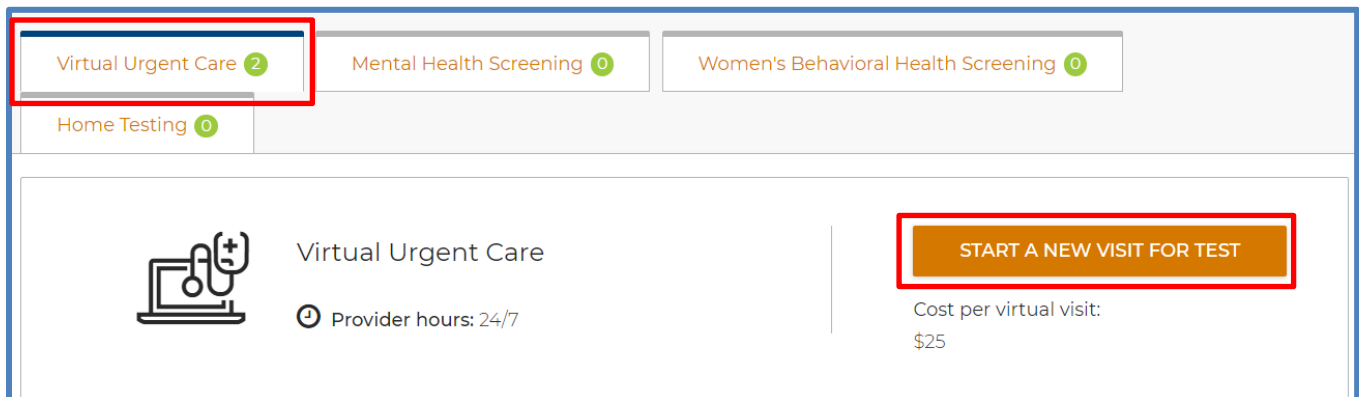 Virtual Urgent Care 2
Mental Health Screening 0
Women's Behavioral Health Screening 0
Home Testing 0
Virtual Urgent Care
Provider hours: 24/7
START A NEW VISIT FOR TEST
Cost per virtual visit:
$25